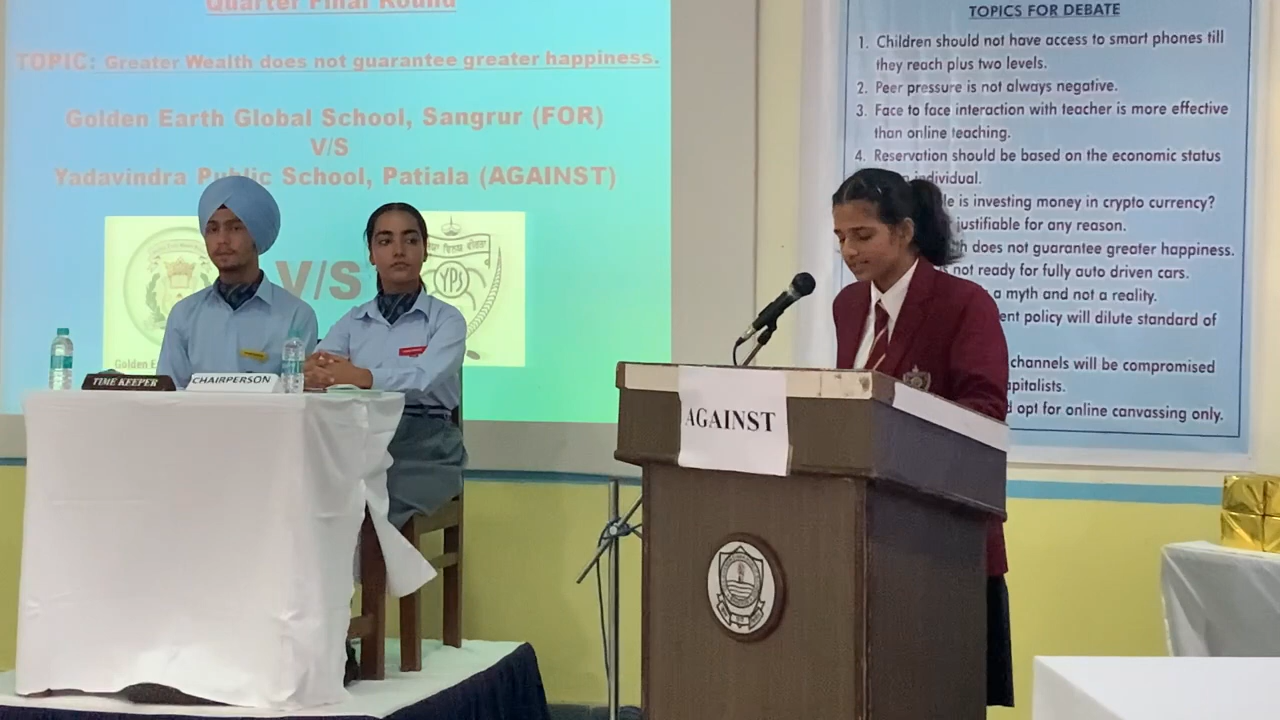 Quarter Final Round
TOPIC: Greater Wealth does not guarantee greater happiness.
Golden Earth Global School, Sangrur (FOR)
V/S
Yadavindra Public School, Patiala (AGAINST)
V/S
YPS
Golden E
TIME KEEPER
CHAIRPERSON
AGAINST
TOPICS FOR DEBATE
1. Children should not have access to smart phones till
they reach plus two levels.
2. Peer pressure is not always negative.
3. Face to face interaction with teacher is more effective
than online teaching.
4. Reservation should be based on the economic status
individual.
le is investing money in crypto currency?
justifiable for any reason.
h does not guarantee greater happiness.
not ready for fully auto driven cars.
a myth and not a reality.
ent policy will dilute standard of
channels will be compromised
apitalists.
d opt for online canvassing only.